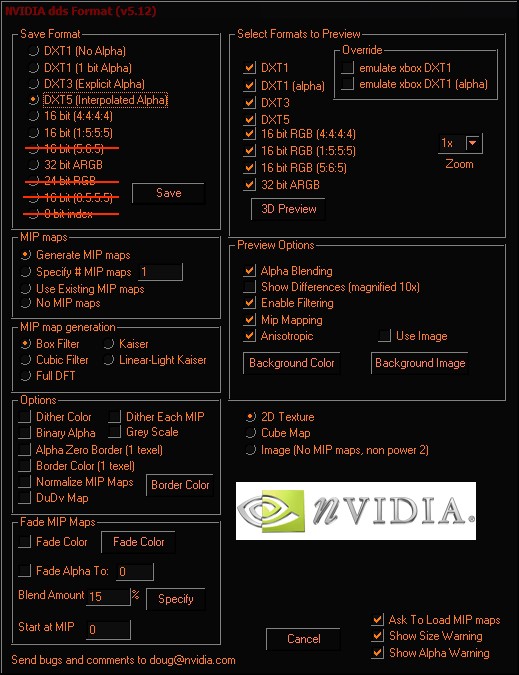 NVIDIA dds Format (v5.12)
Save Format
DXT1 (No Alpha)
DXT1 (1 bit Alpha)
DXT3 (Explicit Alpha)
DXT5 (Interpolated Alpha)
16 bit (4:4:4:4)
16 bit (1:5:5:5)
16 bit (5:6:5)
32 bit ARGB
24 bit RGB
16 bit (8:5:5:5)
8 bit index
Save
MIP maps
Generate MIP maps
Specify # MIP maps 1
Use Existing MIP maps
No MIP maps
MIP map generation
Box Filter Kaiser
Cubic Filter Linear-Light Kaiser
Full DFT
Options
Dither Color Dither Each MIP
Binary Alpha Grey Scale
Alpha Zero Border (1 texel)
Border Color (1 texel)
Normalize MIP Maps
DuDv Map
Border Color
Fade MIP Maps
Fade Color Fade Color
Fade Alpha To: 0
Blend Amount 15 % Specify
Start at MIP 0
Send bugs and comments to doug@nvidia.com
Select Formats to Preview
DXT1
DXT1 (alpha)
DXT3
DXT5
16 bit RGB (4:4:4:4)
16 bit RGB (1:5:5:5)
16 bit RGB (5:6:5)
32 bit ARGB
Override
emulate xbox DXT1
emulate xbox DXT1 (alpha)
1x
Zoom
3D Preview
Preview Options
Alpha Blending
Show Differences (magnified 10x)
Enable Filtering
Mip Mapping
Anisotropic Use Image
Background Color Background Image
2D Texture
Cube Map
Image (No MIP maps, non power 2)
nVIDIA®
Cancel
Ask To Load MIP maps
Show Size Warning
Show Alpha Warning